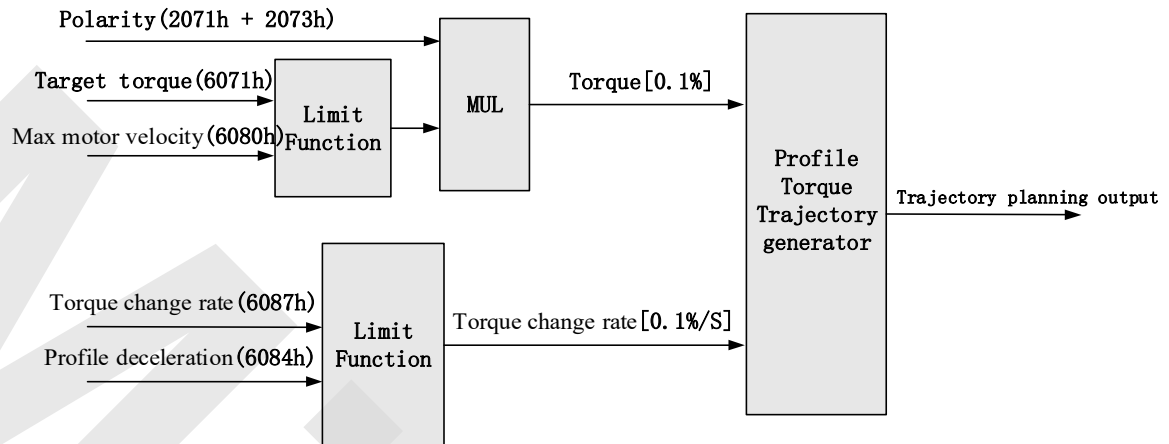 Polarity(2071h + 2073h)
Target torque(6071h)
Max motor velocity(6080h)
Limit
Function
MUL
Torque[0.1%]
Profile
Torque
Trajectory
generator
Trajectory planning output
Torque change rate(6087h)
Profile deceleration(6084h)
Limit
Function
Torque change rate[0.1%/S]